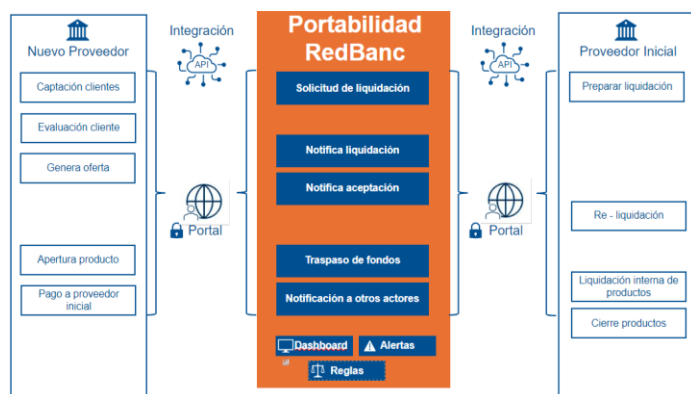 Nuevo Proveedor
Captación clientes
Evaluación cliente
Genera oferta
Apertura producto
Pago a proveedor
inicial
Integración
API
Portal
Portabilidad
RedBanc
Solicitud de liquidación
Notifica liquidación
Notifica aceptación
Traspaso de fondos
Notificación a otros actores
Dashboard
Alertas
Reglas
Integración
API
Portal
Proveedor Inicial
Preparar liquidación
Re - liquidación
Liquidación interna de
productos
Cierre productos